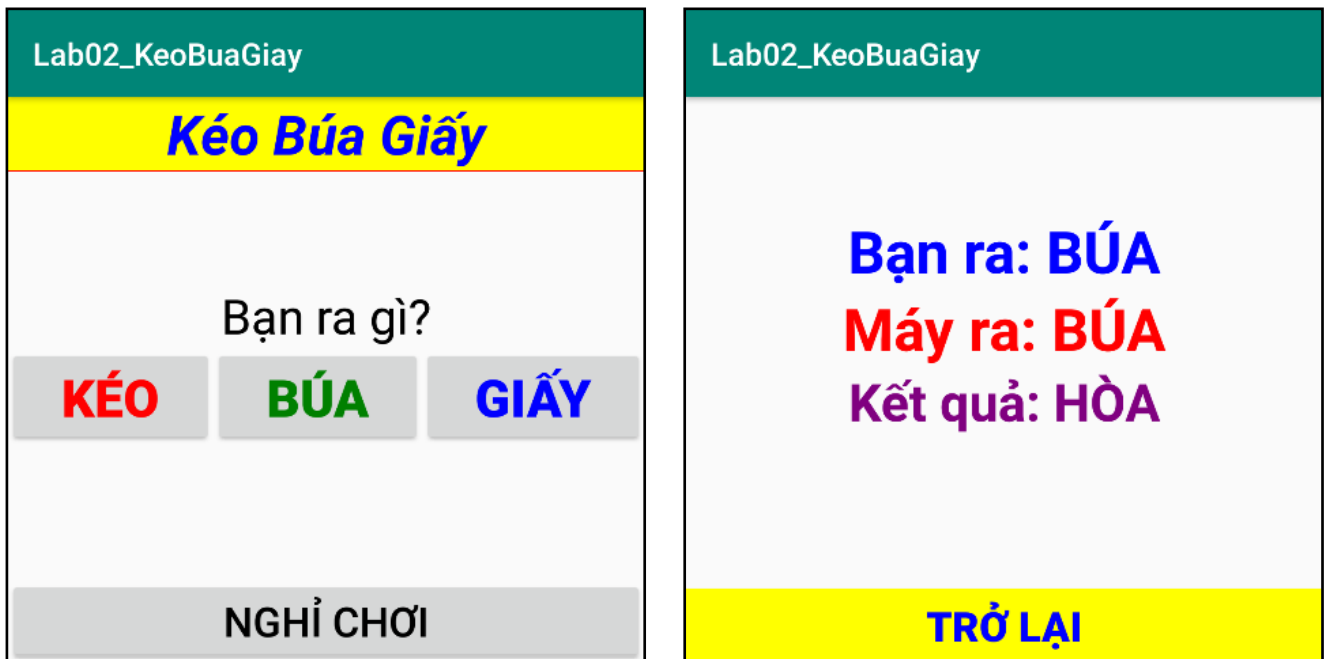 Lab02_KeoBuaGiay
Kéo Búa Giấy
Bạn ra gì?
KÉO BÚA GIẤY
NGHỈ CHƠI
Lab02_KeoBuaGiay
Bạn ra: BÚA
Máy ra: BÚA
Kết quả: HÒA
TRỞ LẠI